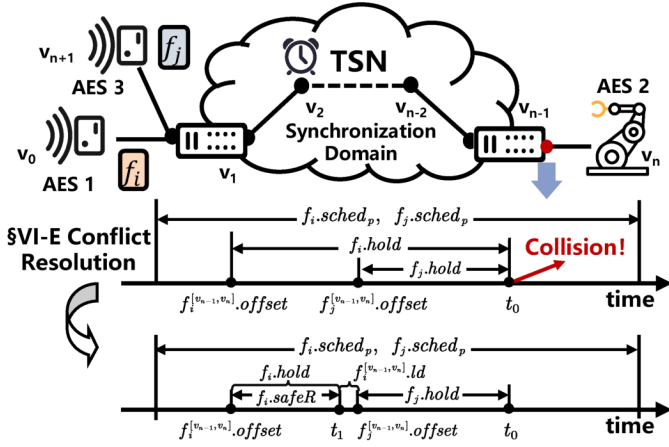 v_{n+1}
f_j
AES 3
TSN
AES 2
v_2
v_{n-2}
v_{n-1}
Synchronization
Domain
v_0
v_1
v_n
AES 1
f_i
f_i.sched_p, f_j.sched_p
§VI-E Conflict
Resolution
f_i.hold
Collision!
f_j.hold
f_i^{[v_{n-1},v_n]}.offset f_j^{[v_{n-1},v_n]}.offset t_0 time
f_i.sched_p, f_j.sched_p
f_i.hold f_i^{[v_{n-1},v_n]}.ld
f_i.safeR f_j.hold
f_i^{[v_{n-1},v_n]}.offset t_1 f_j^{[v_{n-1},v_n]}.offset t_0 time